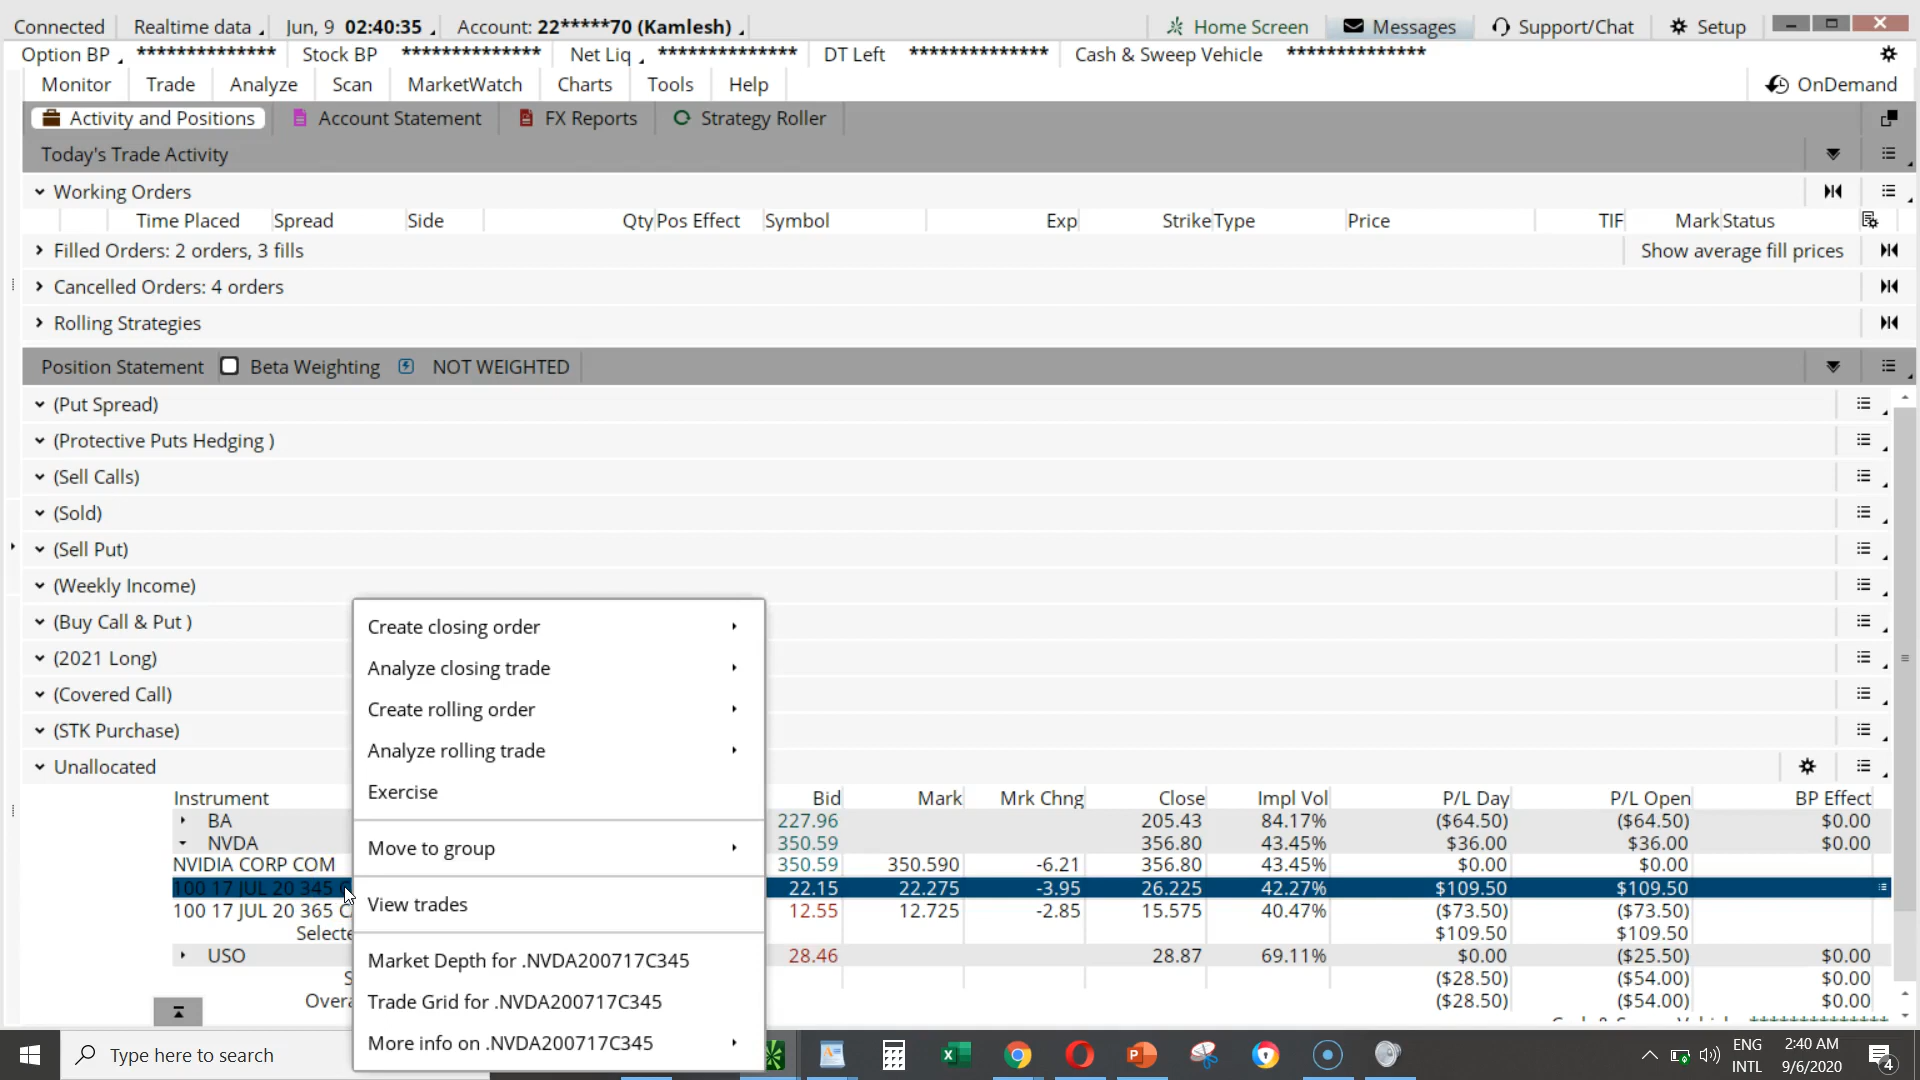 Connected Realtime data Jun, 9 02:40:35 Account: 22*****70 (Kamlesh) Home Screen Messages Support/Chat Setup
Option BP ************** Stock BP ************** Net Liq ************** DT Left ************** Cash & Sweep Vehicle **************
Monitor Trade Analyze Scan MarketWatch Charts Tools Help OnDemand
Activity and Positions Account Statement FX Reports Strategy Roller
Today's Trade Activity
Working Orders
Time Placed Spread Side Qty Pos Effect Symbol Exp Strike Type Price TIF Mark Status
Filled Orders: 2 orders, 3 fills Show average fill prices
Cancelled Orders: 4 orders
Rolling Strategies
Position Statement Beta Weighting NOT WEIGHTED
(Put Spread)
(Protective Puts Hedging )
(Sell Calls)
(Sold)
(Sell Put)
(Weekly Income)
(Buy Call & Put )
(2021 Long)
(Covered Call)
(STK Purchase)
Unallocated
Create closing order
Analyze closing trade
Create rolling order
Analyze rolling trade
Exercise
Move to group
View trades
Market Depth for .NVDA200717C345
Trade Grid for .NVDA200717C345
More info on .NVDA200717C345
Instrument Bid Mark Mrk Chng Close Impl Vol P/L Day P/L Open BP Effect
BA 227.96 205.43 84.17% ($64.50) ($64.50) $0.00
NVDA 350.59 356.80 43.45% $36.00 $36.00 $0.00
NVIDIA CORP COM 350.59 350.590 -6.21 356.80 43.45% $0.00 $0.00
100 17 JUL 20 345 22.15 22.275 -3.95 26.225 42.27% $109.50 $109.50
100 17 JUL 20 365 12.55 12.725 -2.85 15.575 40.47% ($73.50) ($73.50)
$109.50 $109.50
USO 28.46 28.87 69.11% $0.00 ($25.50) $0.00
($28.50) ($54.00) $0.00
($28.50) ($54.00) $0.00
Type here to search ENG INTL 2:40 AM 9/6/2020 4